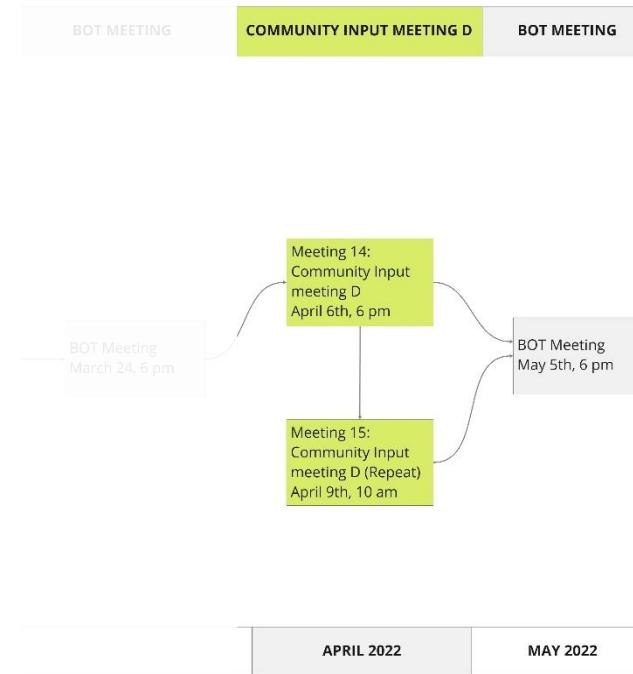 BOT MEETING
COMMUNITY INPUT MEETING D
BOT MEETING
Meeting 14:
Community Input
meeting D
April 6th, 6 pm
BOT Meeting
March 24, 6 pm
BOT Meeting
May 5th, 6 pm
Meeting 15:
Community Input
meeting D (Repeat)
April 9th, 10 am
APRIL 2022
MAY 2022